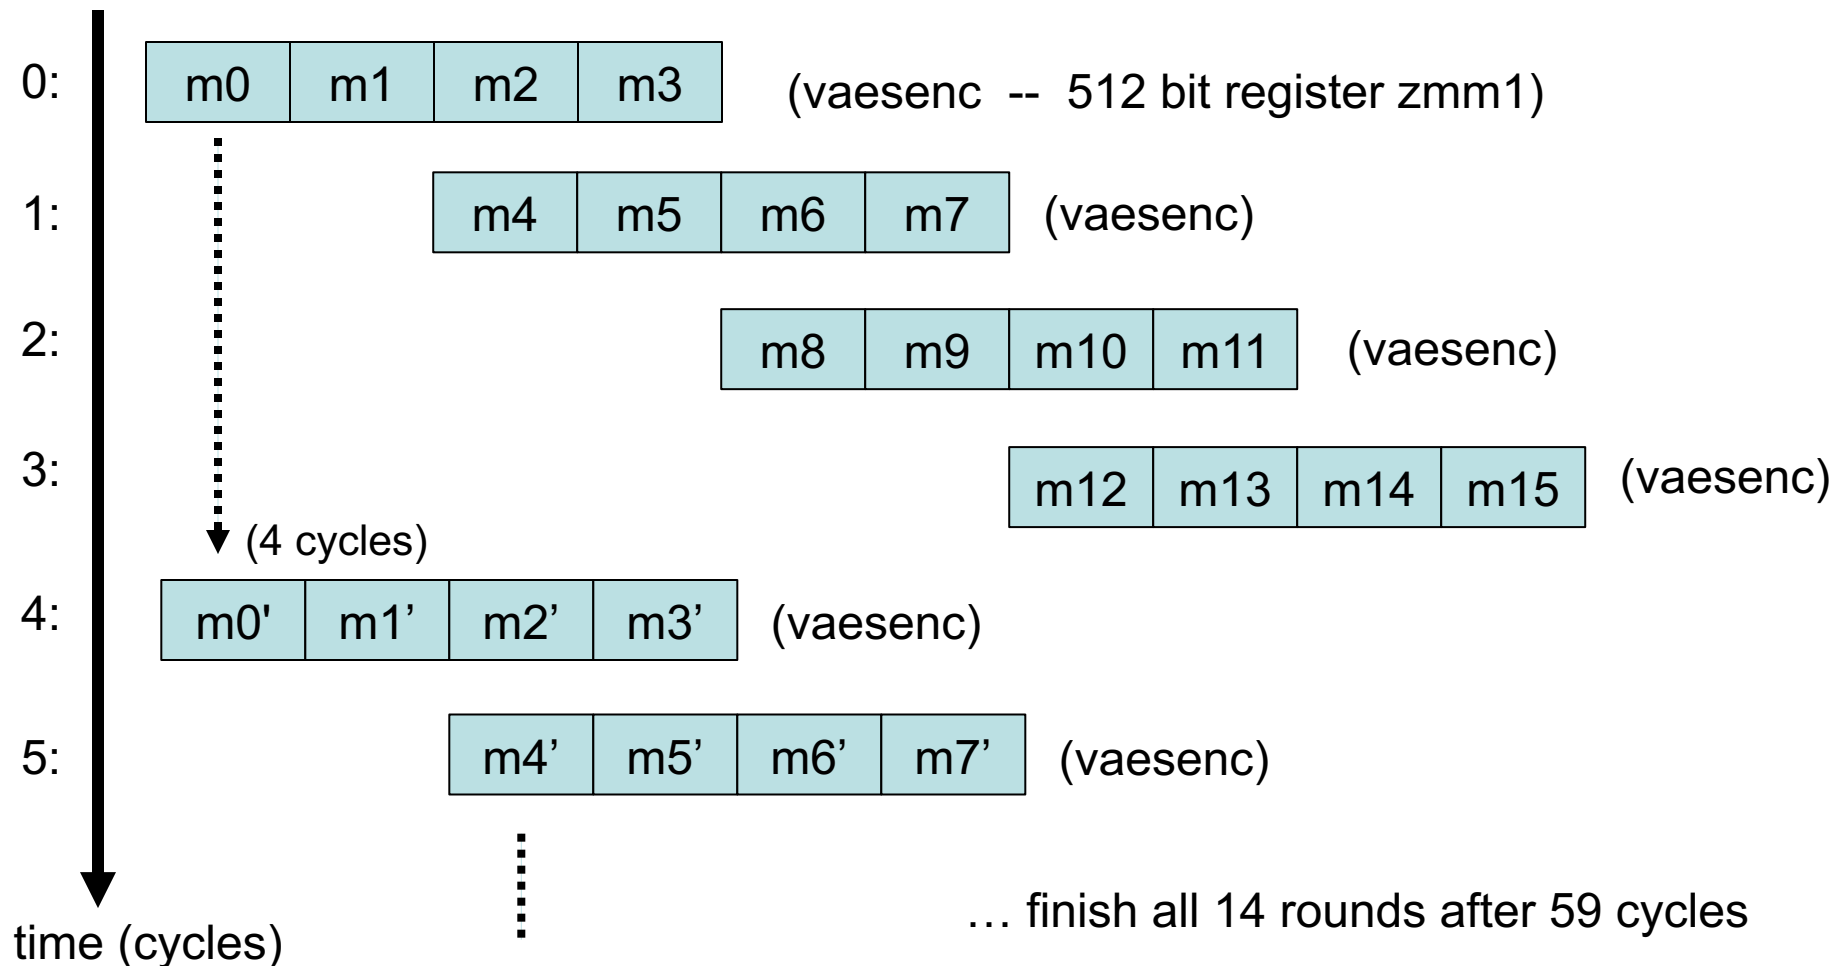 0: m0 m1 m2 m3 (vaesenc -- 512 bit register zmm1)
1: m4 m5 m6 m7 (vaesenc)
2: m8 m9 m10 m11 (vaesenc)
3: m12 m13 m14 m15 (vaesenc)
(4 cycles)
4: m0' m1’ m2’ m3’ (vaesenc)
5: m4’ m5’ m6’ m7’ (vaesenc)
… finish all 14 rounds after 59 cycles
time (cycles)